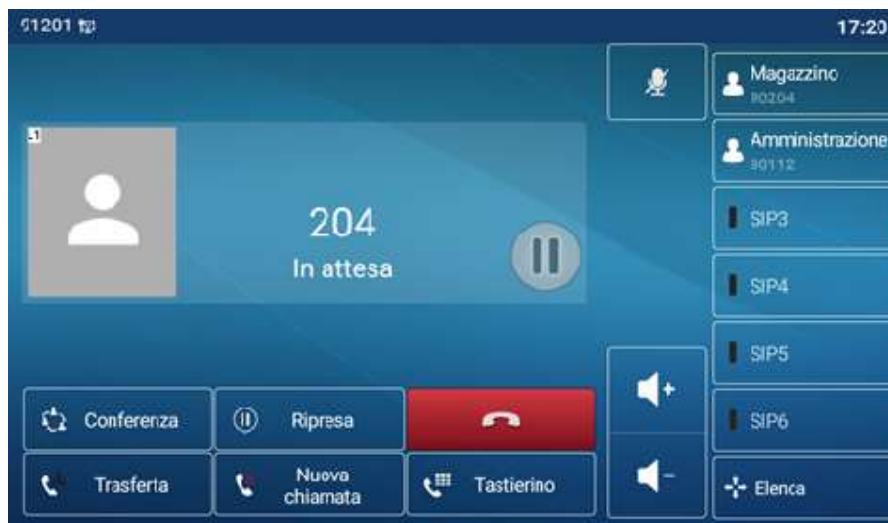 91201
17:20
L1
204
In attesa
Magazzino
90204
Amministrazione
90112
SIP3
SIP4
SIP5
SIP6
Elenca
Conferenza
Ripresa
Trasferta
Nuova
chiamata
Tastierino